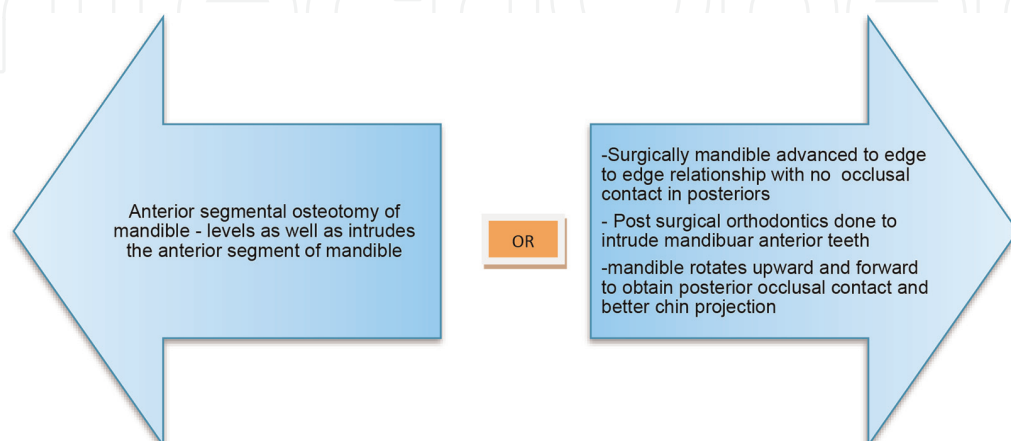 Anterior segmental osteotomy of
mandible - levels as well as intrudes
the anterior segment of mandible
OR
-Surgically mandible advanced to edge
to edge relationship with no occlusal
contact in posteriors
- Post surgical orthodontics done to
intrude mandibuar anterior teeth
-mandible rotates upward and forward
to obtain posterior occlusal contact and
better chin projection